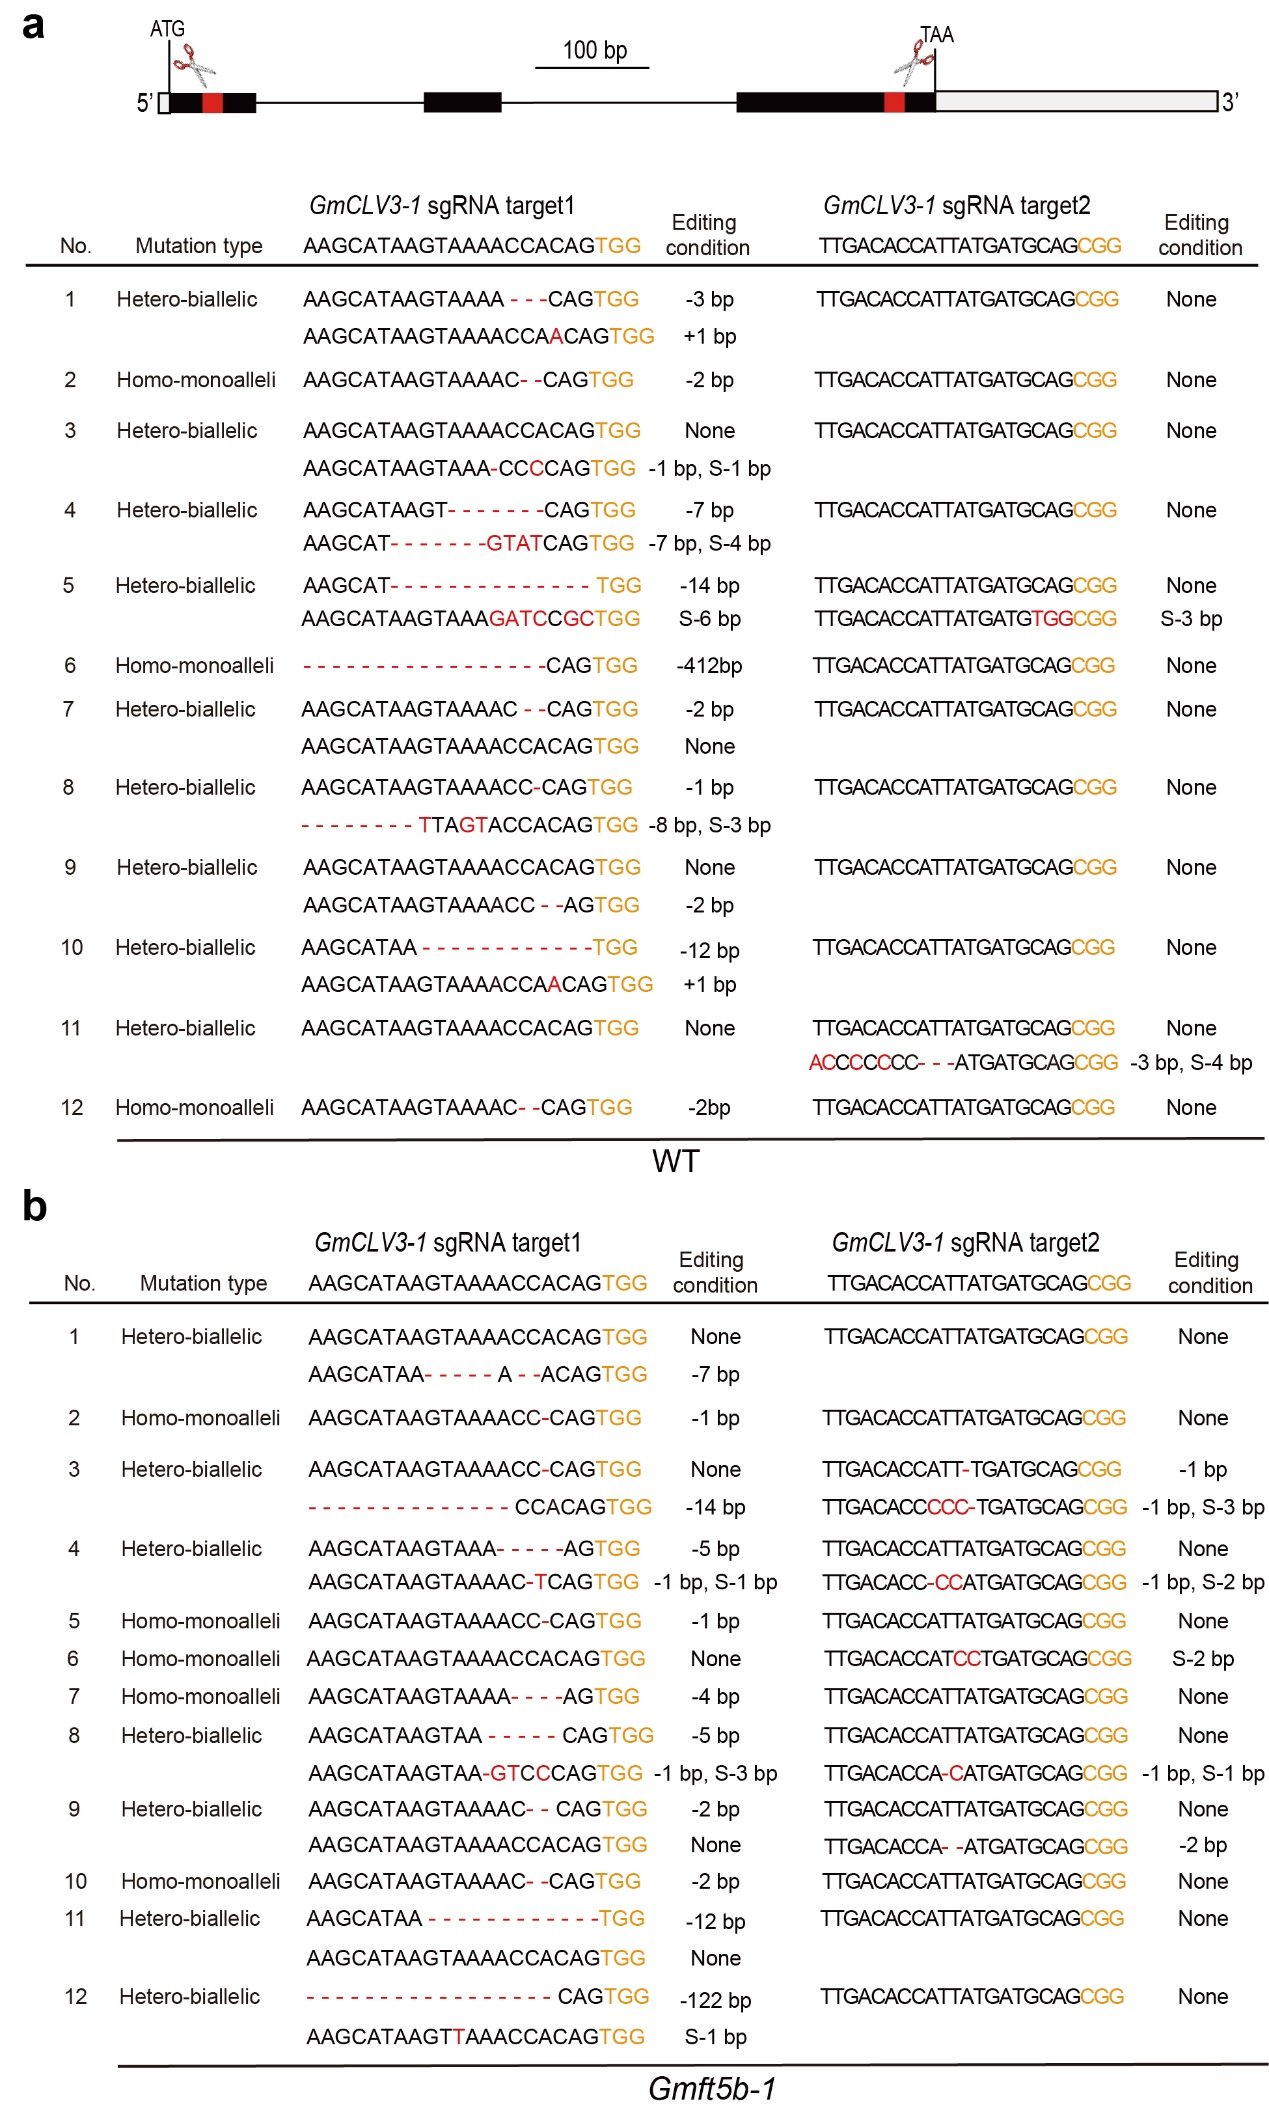 a
ATG
TAA
100 bp
5’
3’
GmCLV3-1 sgRNA target1
GmCLV3-1 sgRNA target2
Editing condition
Editing condition
No. Mutation type AAGCATAAGTAAAACCACAGTGG TTGACACCATTATGATGCAGCGG
1 Hetero-biallelic AAGCATAAGTAAAA - - -CAGTGG -3 bp TTGACACCATTATGATGCAGCGG None
AAGCATAAGTAAAACCAACAGTGG +1 bp
2 Homo-monoalleli AAGCATAAGTAAAAC- -CAGTGG -2 bp TTGACACCATTATGATGCAGCGG None
3 Hetero-biallelic AAGCATAAGTAAAACCACAGTGG None TTGACACCATTATGATGCAGCGG None
AAGCATAAGTAAA-CCCCAGTGG -1 bp, S-1 bp
4 Hetero-biallelic AAGCATAAGT- - - - - - -CAGTGG -7 bp TTGACACCATTATGATGCAGCGG None
AAGCAT- - - - - - -GTATCAGTGG -7 bp, S-4 bp
5 Hetero-biallelic AAGCAT- - - - - - - - - - - - - - TGG -14 bp TTGACACCATTATGATGCAGCGG None
AAGCATAAGTAAAGATCCGCTGG S-6 bp TTGACACCATTATGATGTGGCGG S-3 bp
6 Homo-monoalleli - - - - - - - - - - - - - - - - -CAGTGG -412bp TTGACACCATTATGATGCAGCGG None
7 Hetero-biallelic AAGCATAAGTAAAAC - -CAGTGG -2 bp TTGACACCATTATGATGCAGCGG None
AAGCATAAGTAAAACCACAGTGG None
8 Hetero-biallelic AAGCATAAGTAAAACC-CAGTGG -1 bp TTGACACCATTATGATGCAGCGG None
- - - - - - - - TTAGTACCACAGTGG -8 bp, S-3 bp
9 Hetero-biallelic AAGCATAAGTAAAACCACAGTGG None TTGACACCATTATGATGCAGCGG None
AAGCATAAGTAAAACC - -AGTGG -2 bp
10 Hetero-biallelic AAGCATAA - - - - - - - - - - - -TGG -12 bp TTGACACCATTATGATGCAGCGG None
AAGCATAAGTAAAACCAACAGTGG +1 bp
11 Hetero-biallelic AAGCATAAGTAAAACCACAGTGG None TTGACACCATTATGATGCAGCGG None
ACCCCCCC- - -ATGATGCAGCGG -3 bp, S-4 bp
12 Homo-monoalleli AAGCATAAGTAAAAC- -CAGTGG -2bp TTGACACCATTATGATGCAGCGG None
WT
b
GmCLV3-1 sgRNA target1
GmCLV3-1 sgRNA target2
Editing condition
Editing condition
No. Mutation type AAGCATAAGTAAAACCACAGTGG TTGACACCATTATGATGCAGCGG
1 Hetero-biallelic AAGCATAAGTAAAACCACAGTGG None TTGACACCATTATGATGCAGCGG None
AAGCATAA- - - - - A - -ACAGTGG -7 bp
2 Homo-monoalleli AAGCATAAGTAAAACC-CAGTGG -1 bp TTGACACCATTATGATGCAGCGG None
3 Hetero-biallelic AAGCATAAGTAAAACC-CAGTGG None TTGACACCATT-TGATGCAGCGG -1 bp
- - - - - - - - - - - - - - CCACAGTGG -14 bp TTGACACCCCC-TGATGCAGCGG -1 bp, S-3 bp
4 Hetero-biallelic AAGCATAAGTAAA- - - - -AGTGG -5 bp TTGACACCATTATGATGCAGCGG None
AAGCATAAGTAAAAC-TCAGTGG -1 bp, S-1 bp TTGACACC-CCATGATGCAGCGG -1 bp, S-2 bp
5 Homo-monoalleli AAGCATAAGTAAAACC-CAGTGG -1 bp TTGACACCATTATGATGCAGCGG None
6 Homo-monoalleli AAGCATAAGTAAAACCACAGTGG None TTGACACCATCCTGATGCAGCGG S-2 bp
7 Homo-monoalleli AAGCATAAGTAAAA- - - -AGTGG -4 bp TTGACACCATTATGATGCAGCGG None
8 Hetero-biallelic AAGCATAAGTAA - - - - - CAGTGG -5 bp TTGACACCATTATGATGCAGCGG None
AAGCATAAGTAA-GTCCCAGTGG -1 bp, S-3 bp TTGACACCA-CATGATGCAGCGG -1 bp, S-1 bp
9 Hetero-biallelic AAGCATAAGTAAAAC- - CAGTGG -2 bp TTGACACCATTATGATGCAGCGG None
AAGCATAAGTAAAACCACAGTGG None TTGACACCA- -ATGATGCAGCGG -2 bp
10 Homo-monoalleli AAGCATAAGTAAAAC- -CAGTGG -2 bp TTGACACCATTATGATGCAGCGG None
11 Hetero-biallelic AAGCATAA - - - - - - - - - - - -TGG -12 bp TTGACACCATTATGATGCAGCGG None
AAGCATAAGTAAAACCACAGTGG None
12 Hetero-biallelic - - - - - - - - - - - - - - - - - CAGTGG -122 bp TTGACACCATTATGATGCAGCGG None
AAGCATAAGTTAAACCACAGTGG S-1 bp
Gmft5b-1